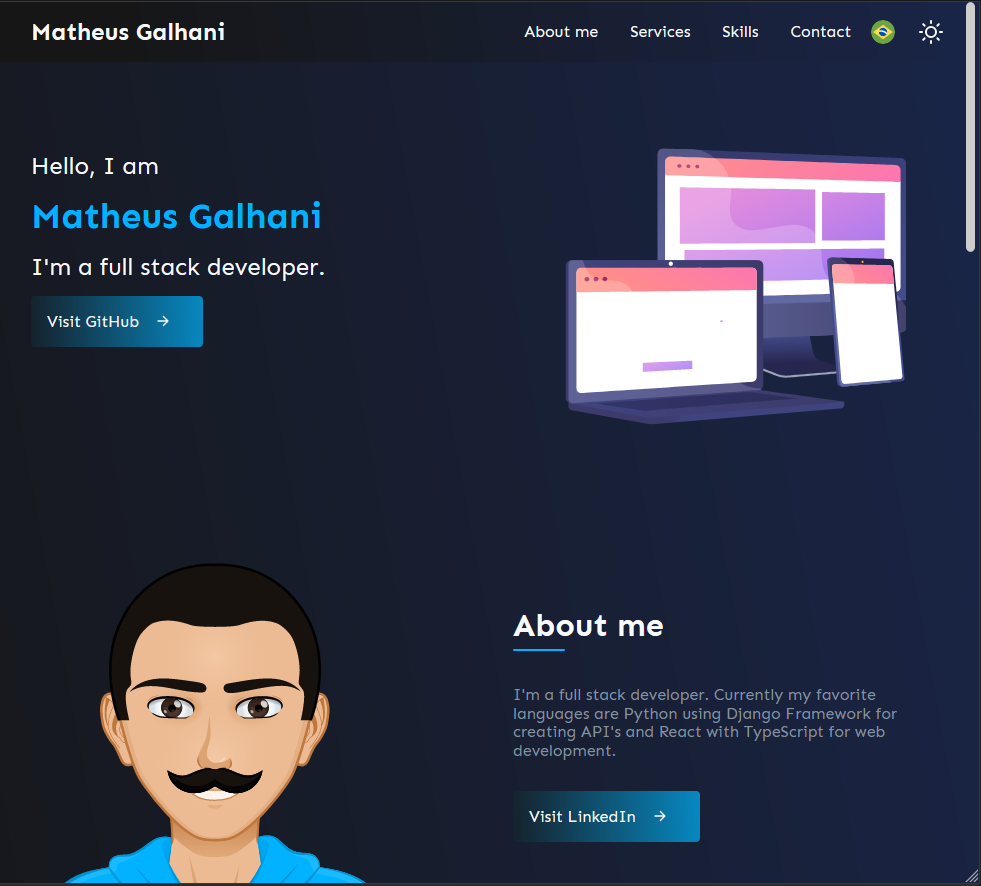 Matheus Galhani
About me Services Skills Contact
Hello, I am
Matheus Galhani
I'm a full stack developer.
Visit GitHub →
About me
I'm a full stack developer. Currently my favorite
languages are Python using Django Framework for
creating API's and React with TypeScript for web
development.
Visit LinkedIn →